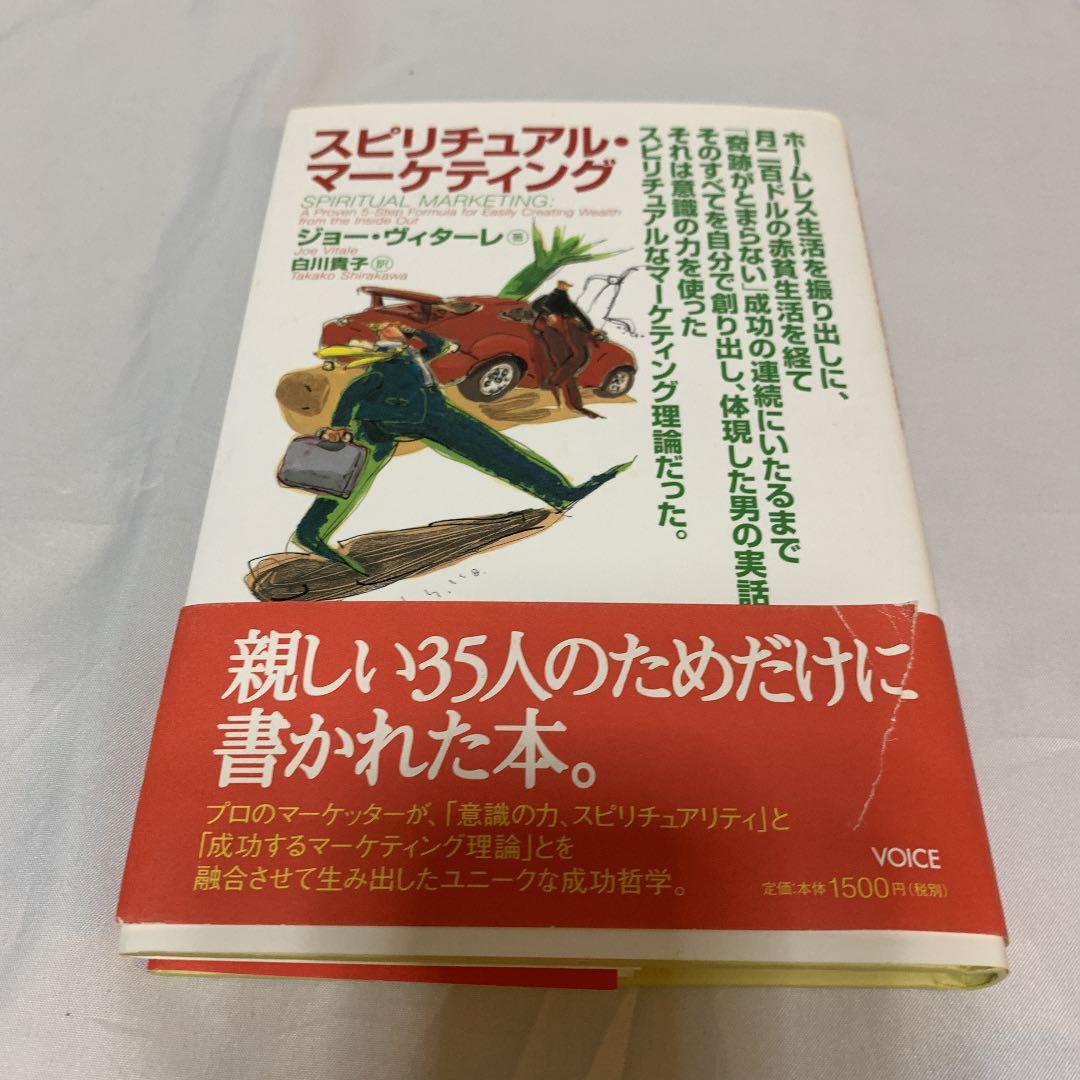 スピリチュアル・
マーケティング
SPIRITUAL MARKETING:
A Proven 5-Step Formula for Easily Creating Wealth
from the Inside Out
ジョー・ヴィターレ 著
Joe Vitale
白川貴子 訳
Takako Shirakawa
ホームレス生活を振り出しに、
月二百ドルの赤貧生活を経て
「奇跡がとまらない」成功の連続にいたるまで
そのすべてを自分で創り出し、体現した男の実話
それは意識の力を使った
スピリチュアルなマーケティング理論だった。
親しい35人のためだけに
書かれた本。
プロのマーケッターが、「意識の力、スピリチュアリティ」と
「成功するマーケティング理論」とを
融合させて生み出したユニークな成功哲学。
VOICE
定価:本体1500円(税別)